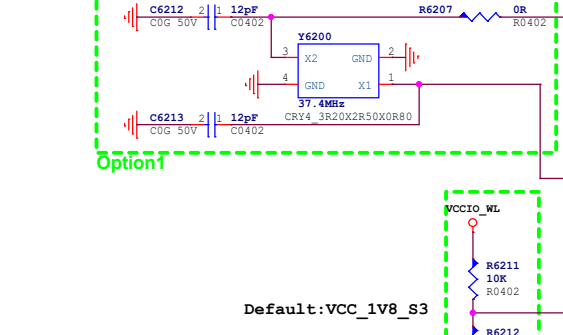 C6212 2 1 12pF R6207 0R
C0G 50V C0402 R0402
Y6200
3 X2 GND 2
4 GND X1 1
37.4MHz
C6213 2 1 12pF CRY4_3R20X2R50X0R80
C0G 50V C0402
Option1
VCCIO_WL
R6211
10K
R0402
Default:VCC_1V8_S3
R6212